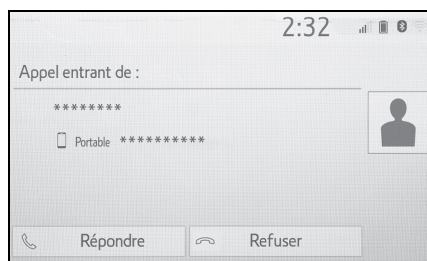 2:32
Appel entrant de :
********
Portable **********
Répondre Refuser